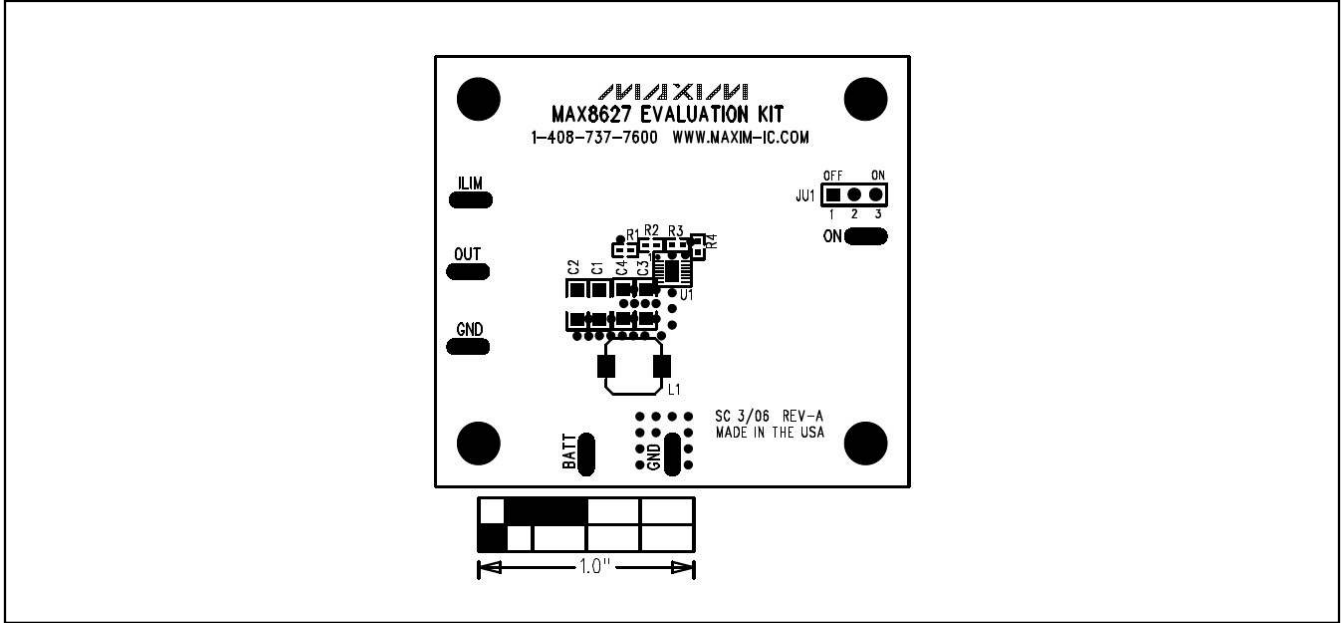 MAXIM
MAX8627 EVALUATION KIT
1-408-737-7600 WWW.MAXIM-IC.COM
ILIM
OFF ON
JU1
1 2 3
ON
R1 R2 R3 R4
OUT
C2 C1 C4 C3
1
U1
GND
L1
SC 3/06 REV-A
MADE IN THE USA
BATT
GND
1.0"